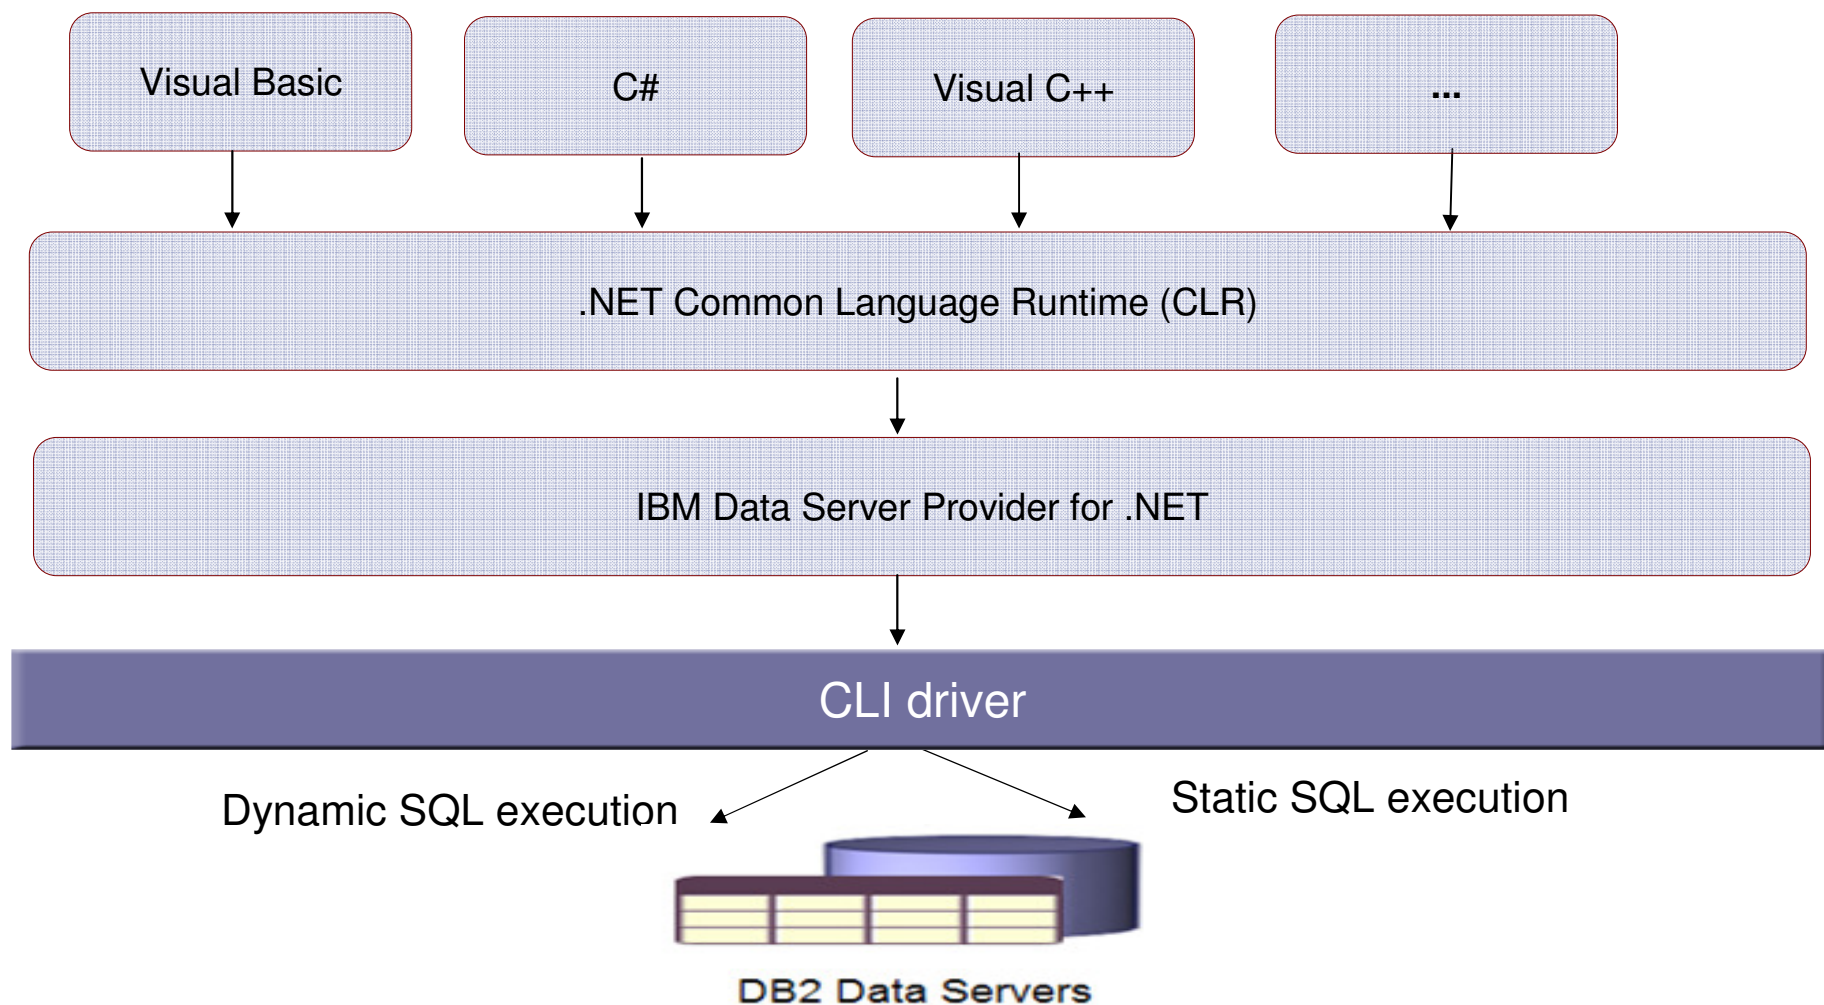 Visual Basic
C#
Visual C++
...
.NET Common Language Runtime (CLR)
IBM Data Server Provider for .NET
CLI driver
Dynamic SQL execution
Static SQL execution
DB2 Data Servers